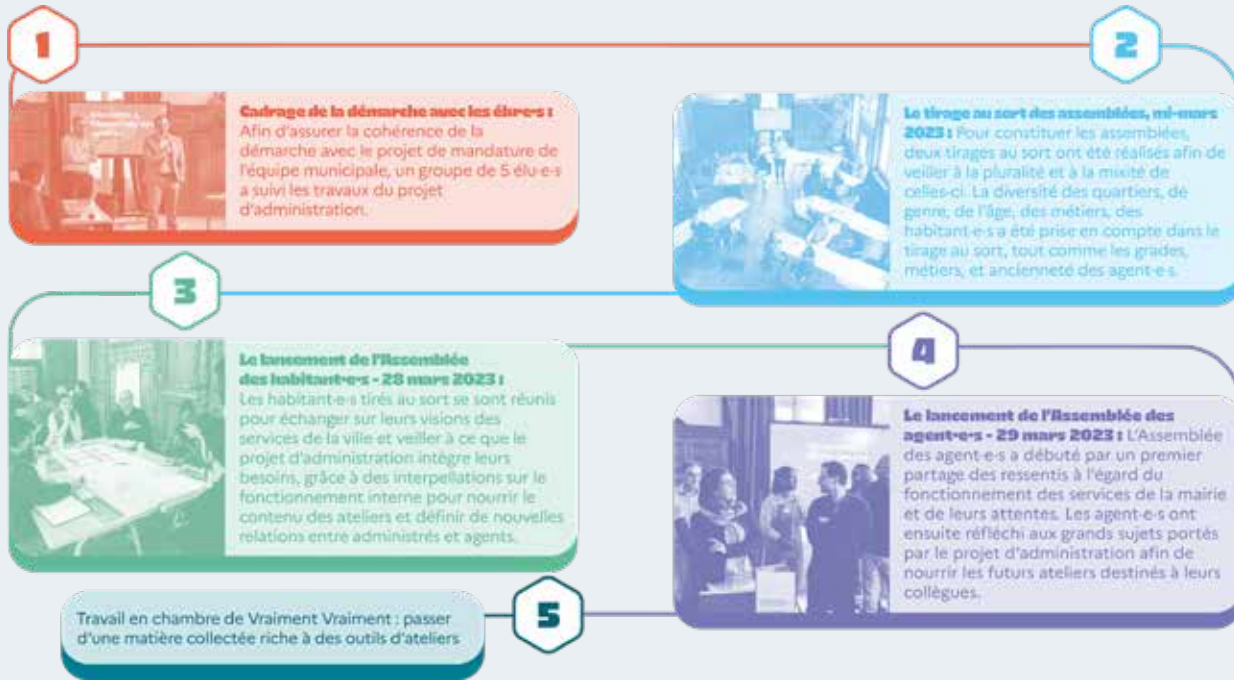 1
Cadrage de la démarche avec les élu·e·s :
Afin d'assurer la cohérence de la
démarche avec le projet de mandature de
l'équipe municipale, un groupe de 5 élu·e·s
a suivi les travaux du projet
d'administration.
2
Le tirage au sort des assemblées, mi-mars
2023 : Pour constituer les assemblées,
deux tirages au sort ont été réalisés afin de
veiller à la pluralité et à la mixité de
celles-ci. La diversité des quartiers, de
genre, de l'âge, des métiers, des
habitant·e·s a été prise en compte dans le
tirage au sort, tout comme les grades,
métiers, et ancienneté des agent·e·s.
3
Le lancement de l'Assemblée
des habitant·e·s - 28 mars 2023 :
Les habitant·e·s tirés au sort se sont réunis
pour échanger sur leurs visions des
services de la ville et veiller à ce que le
projet d'administration intègre leurs
besoins, grâce à des interpellations sur le
fonctionnement interne pour nourrir le
contenu des ateliers et définir de nouvelles
relations entre administrés et agents.
4
Le lancement de l'Assemblée des
agent·e·s - 29 mars 2023 : L'Assemblée
des agent·e·s a débuté par un premier
partage des ressentis à l'égard du
fonctionnement des services de la mairie
et de leurs attentes. Les agent·e·s ont
ensuite réfléchi aux grands sujets portés
par le projet d'administration afin de
nourrir les futurs ateliers destinés à leurs
collègues.
5
Travail en chambre de Vraiment Vraiment : passer
d'une matière collectée riche à des outils d'ateliers